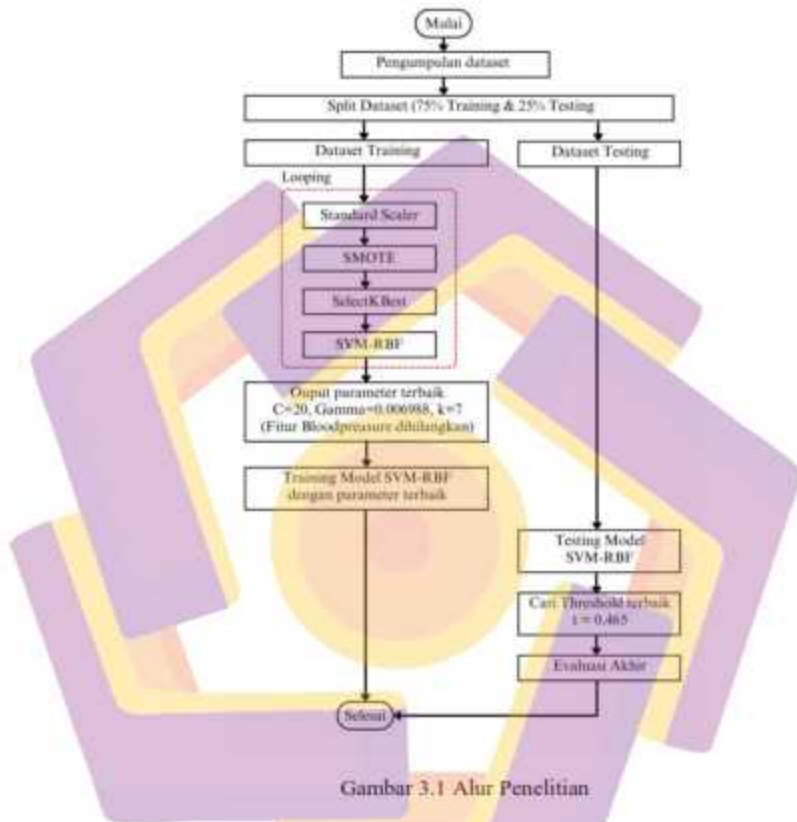 Mulai
Pengumpulan dataset
Split Dataset (75% Training & 25% Testing
Dataset Training
Dataset Testing
Looping
Standard Scaler
SMOTE
SelectKBest
SVM-RBF
Ouput parameter terbaik
C=20, Gamma=0.006988, k=7
(Fitur Bloodpreasure dihilangkan)
Training Model SVM-RBF
dengan parameter terbaik
Testing Model
SVM-RBF
Cari Threshold terbaik
t = 0.465
Evaluasi Akhir
Selesai
Gambar 3.1 Alur Penelitian